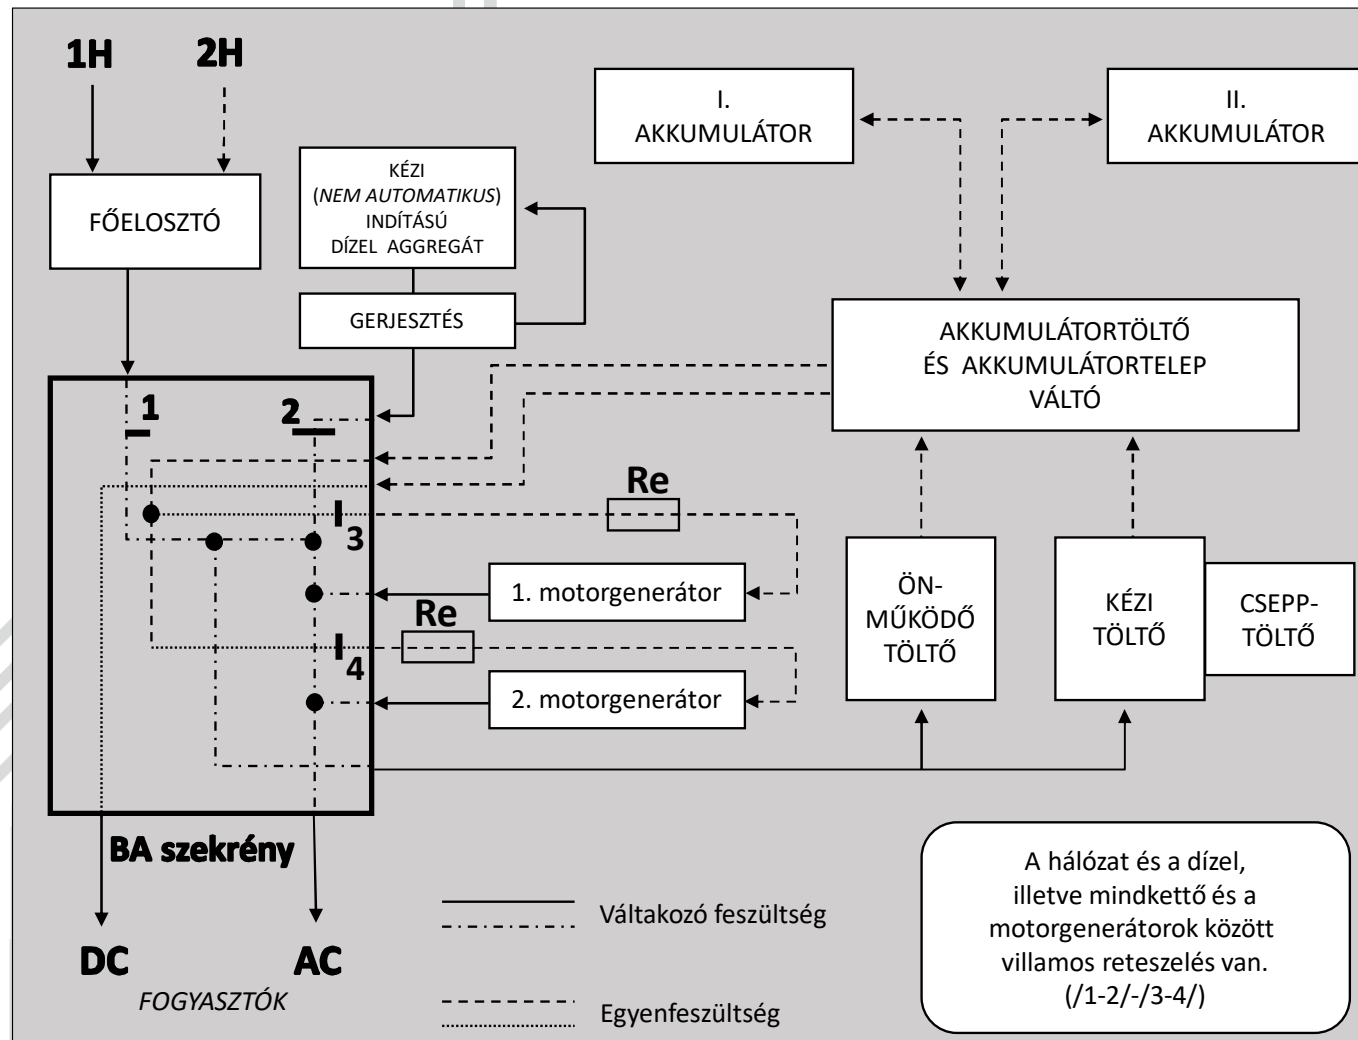 1H
2H
I.
AKKUMULÁTOR
II.
AKKUMULÁTOR
KÉZI
(NEM AUTOMATIKUS)
INDÍTÁSÚ
DÍZEL AGGREGÁT
FŐELOSZTÓ
GERJESZTÉS
AKKUMULÁTORTÖLTŐ
ÉS AKKUMULÁTORTELEP
VÁLTÓ
1
2
Re
3
1. motorgenerátor
Re
4
2. motorgenerátor
ÖN-
MŰKÖDŐ
TÖLTŐ
KÉZI
TÖLTŐ
CSEPP-
TÖLTŐ
BA szekrény
DC
AC
FOGYASZTÓK
Váltakozó feszültség
Egyenfeszültség
A hálózat és a dízel,
illetve mindkettő és a
motorgenerátorok között
villamos reteszelés van.
(/1-2/-/3-4/)